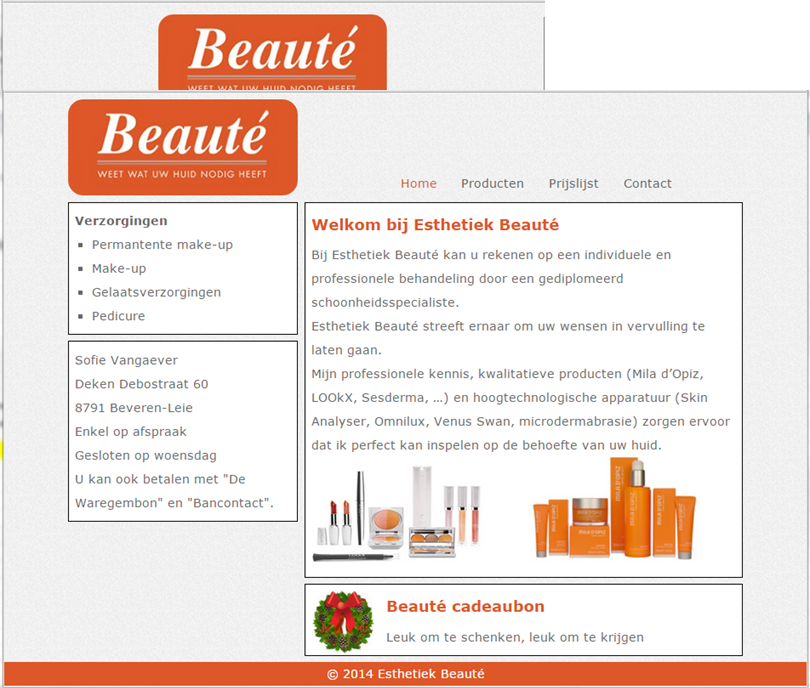 Beauté
WEET WAT UW HUID NODIG HEEFT
Beauté
WEET WAT UW HUID NODIG HEEFT
Home Producten Prijslijst Contact
Verzorgingen
Permantente make-up
Make-up
Gelaatsverzorgingen
Pedicure
Sofie Vangaever
Deken Debostraat 60
8791 Beveren-Leie
Enkel op afspraak
Gesloten op woensdag
U kan ook betalen met "De
Waregembon" en "Bancontact".
Welkom bij Esthetiek Beauté
Bij Esthetiek Beauté kan u rekenen op een individuele en
professionele behandeling door een gediplomeerd
schoonheidsspecialiste.
Esthetiek Beauté streeft ernaar om uw wensen in vervulling te
laten gaan.
Mijn professionele kennis, kwalitatieve producten (Mila d’Opiz,
LOOkX, Sesderma, …) en hoogtechnologische apparatuur (Skin
Analyser, Omnilux, Venus Swan, microdermabrasie) zorgen ervoor
dat ik perfect kan inspelen op de behoefte van uw huid.
Beauté cadeaubon
Leuk om te schenken, leuk om te krijgen
© 2014 Esthetiek Beauté